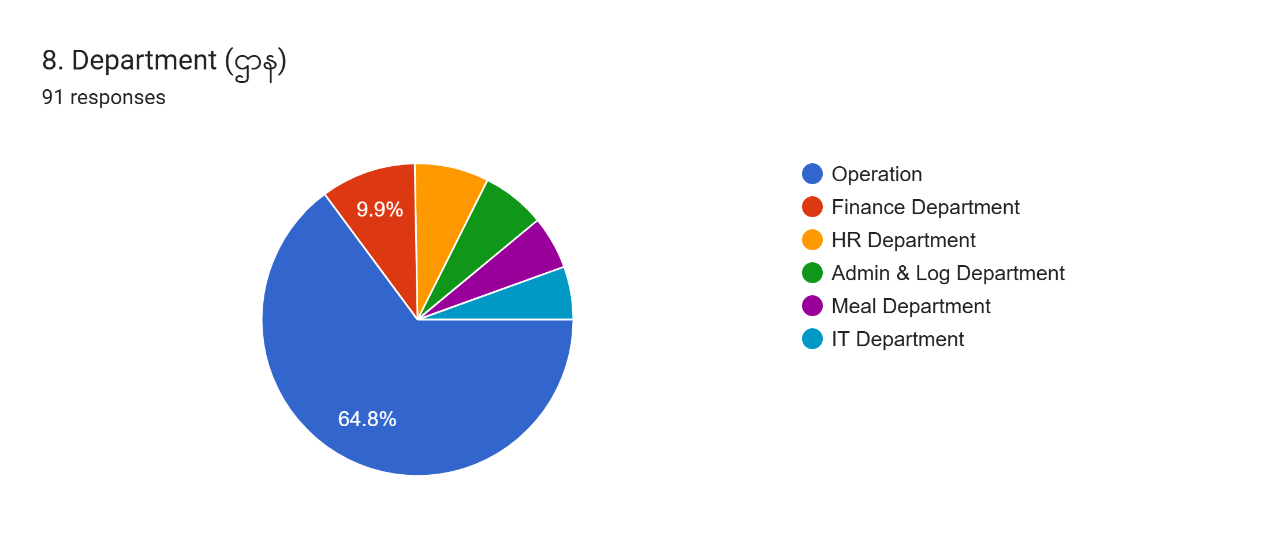 8. Department (ဌာန)
91 responses
9.9%
64.8%
Operation
Finance Department
HR Department
Admin & Log Department
Meal Department
IT Department